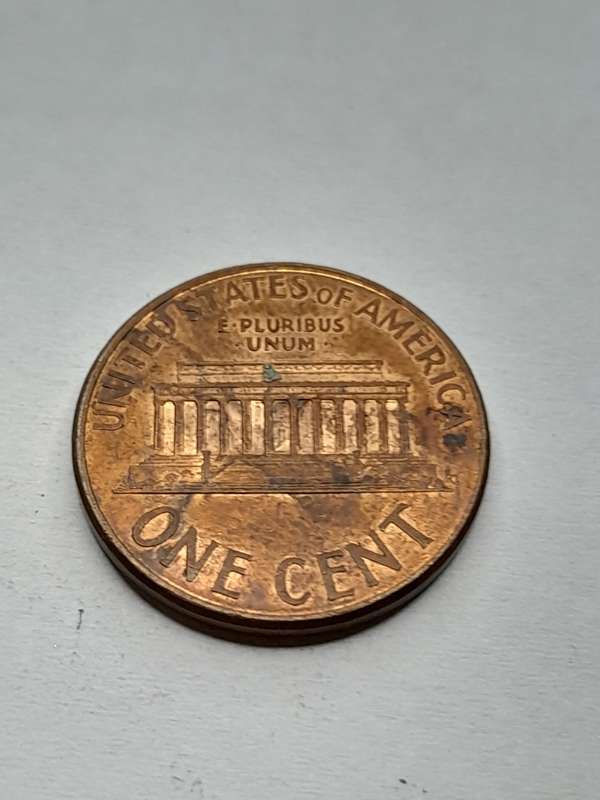 UNITED STATES OF AMERICA
E·PLURIBUS
·UNUM·
ONE CENT